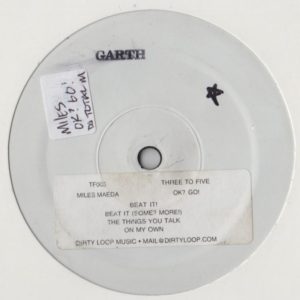 GARTH
MILES
OK? GO!
TF003 THREE TO FIVE
MILES MAEDA OK? GO!
BEAT IT!
BEAT IT (SOME? MORE!)
THE THINGS YOU TALK
ON MY OWN
DIRTY LOOP MUSIC • MAIL@DIRTYLOOP.COM